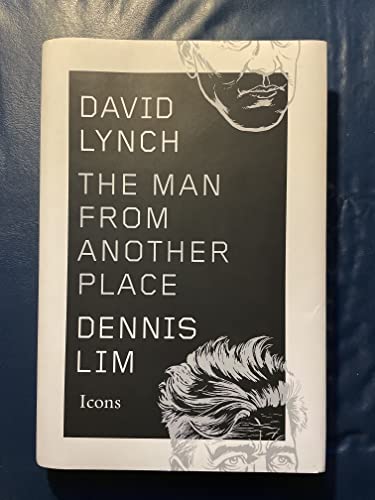 DAVID
LYNCH
THE MAN
FROM
ANOTHER
PLACE
DENNIS
LIM
Icons